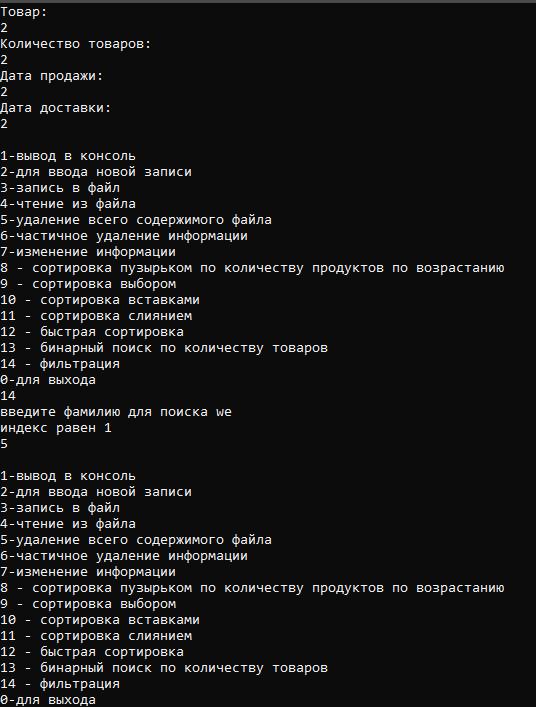 Товар:
2
Количество товаров:
2
Дата продажи:
2
Дата доставки:
2
1-вывод в консоль
2-для ввода новой записи
3-запись в файл
4-чтение из файла
5-удаление всего содержимого файла
6-частичное удаление информации
7-изменение информации
8 - сортировка пузырьком по количеству продуктов по возрастанию
9 - сортировка выбором
10 - сортировка вставками
11 - сортировка слиянием
12 - быстрая сортировка
13 - бинарный поиск по количеству товаров
14 - фильтрация
0-для выхода
14
введите фамилию для поиска we
индекс равен 1
5
1-вывод в консоль
2-для ввода новой записи
3-запись в файл
4-чтение из файла
5-удаление всего содержимого файла
6-частичное удаление информации
7-изменение информации
8 - сортировка пузырьком по количеству продуктов по возрастанию
9 - сортировка выбором
10 - сортировка вставками
11 - сортировка слиянием
12 - быстрая сортировка
13 - бинарный поиск по количеству товаров
14 - фильтрация
0-для выхода